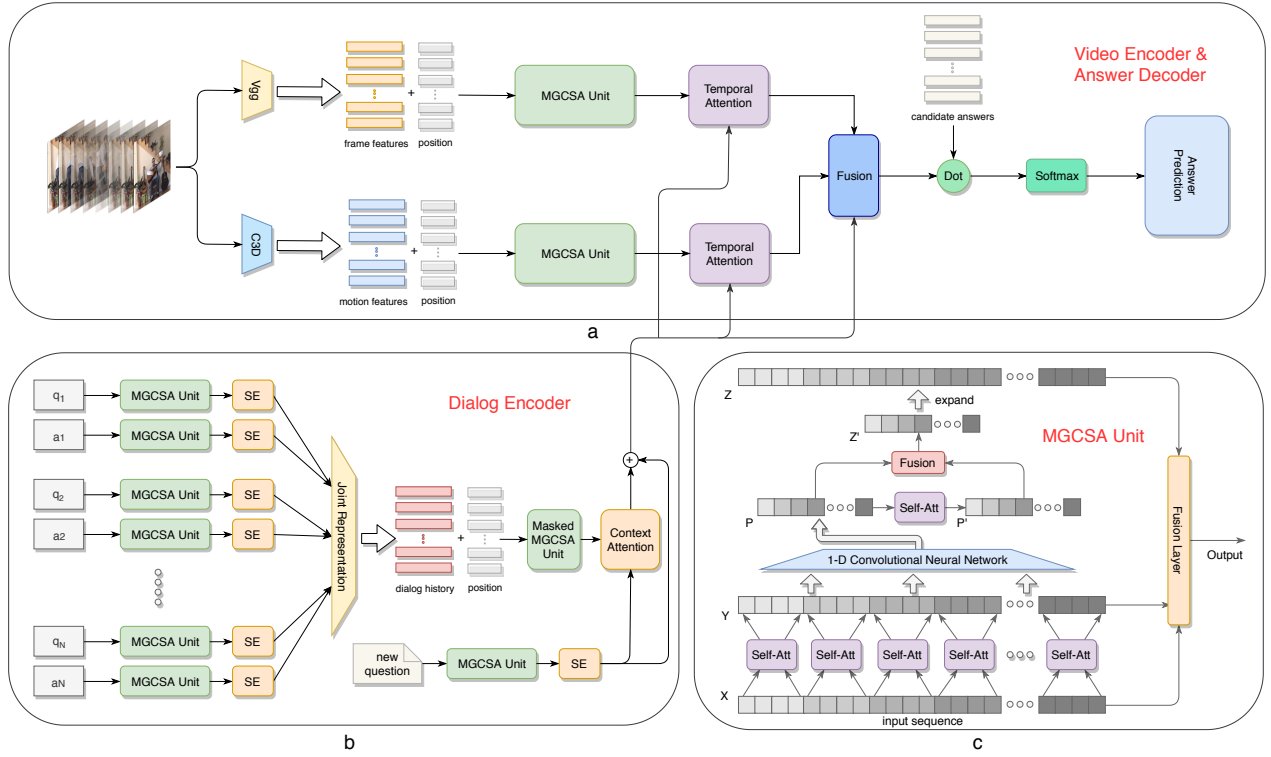 Video Encoder &
Answer Decoder
Vgg
frame features
+
position
MGCSA Unit
Temporal
Attention
candidate answers
Fusion
Dot
Softmax
Answer
Prediction
C3D
motion features
+
position
MGCSA Unit
Temporal
Attention
a
Dialog Encoder
q1
MGCSA Unit
SE
a1
MGCSA Unit
SE
q2
MGCSA Unit
SE
a2
MGCSA Unit
SE
qN
MGCSA Unit
SE
aN
MGCSA Unit
SE
Joint Representation
dialog history
+
position
Masked
MGCSA
Unit
Context
Attention
+
new
question
MGCSA Unit
SE
b
MGCSA Unit
Z
expand
Z'
Fusion
P
Self-Att
P'
1-D Convolutional Neural Network
Y
Self-Att
Self-Att
Self-Att
Self-Att
Self-Att
X
input sequence
Fusion Layer
Output
c